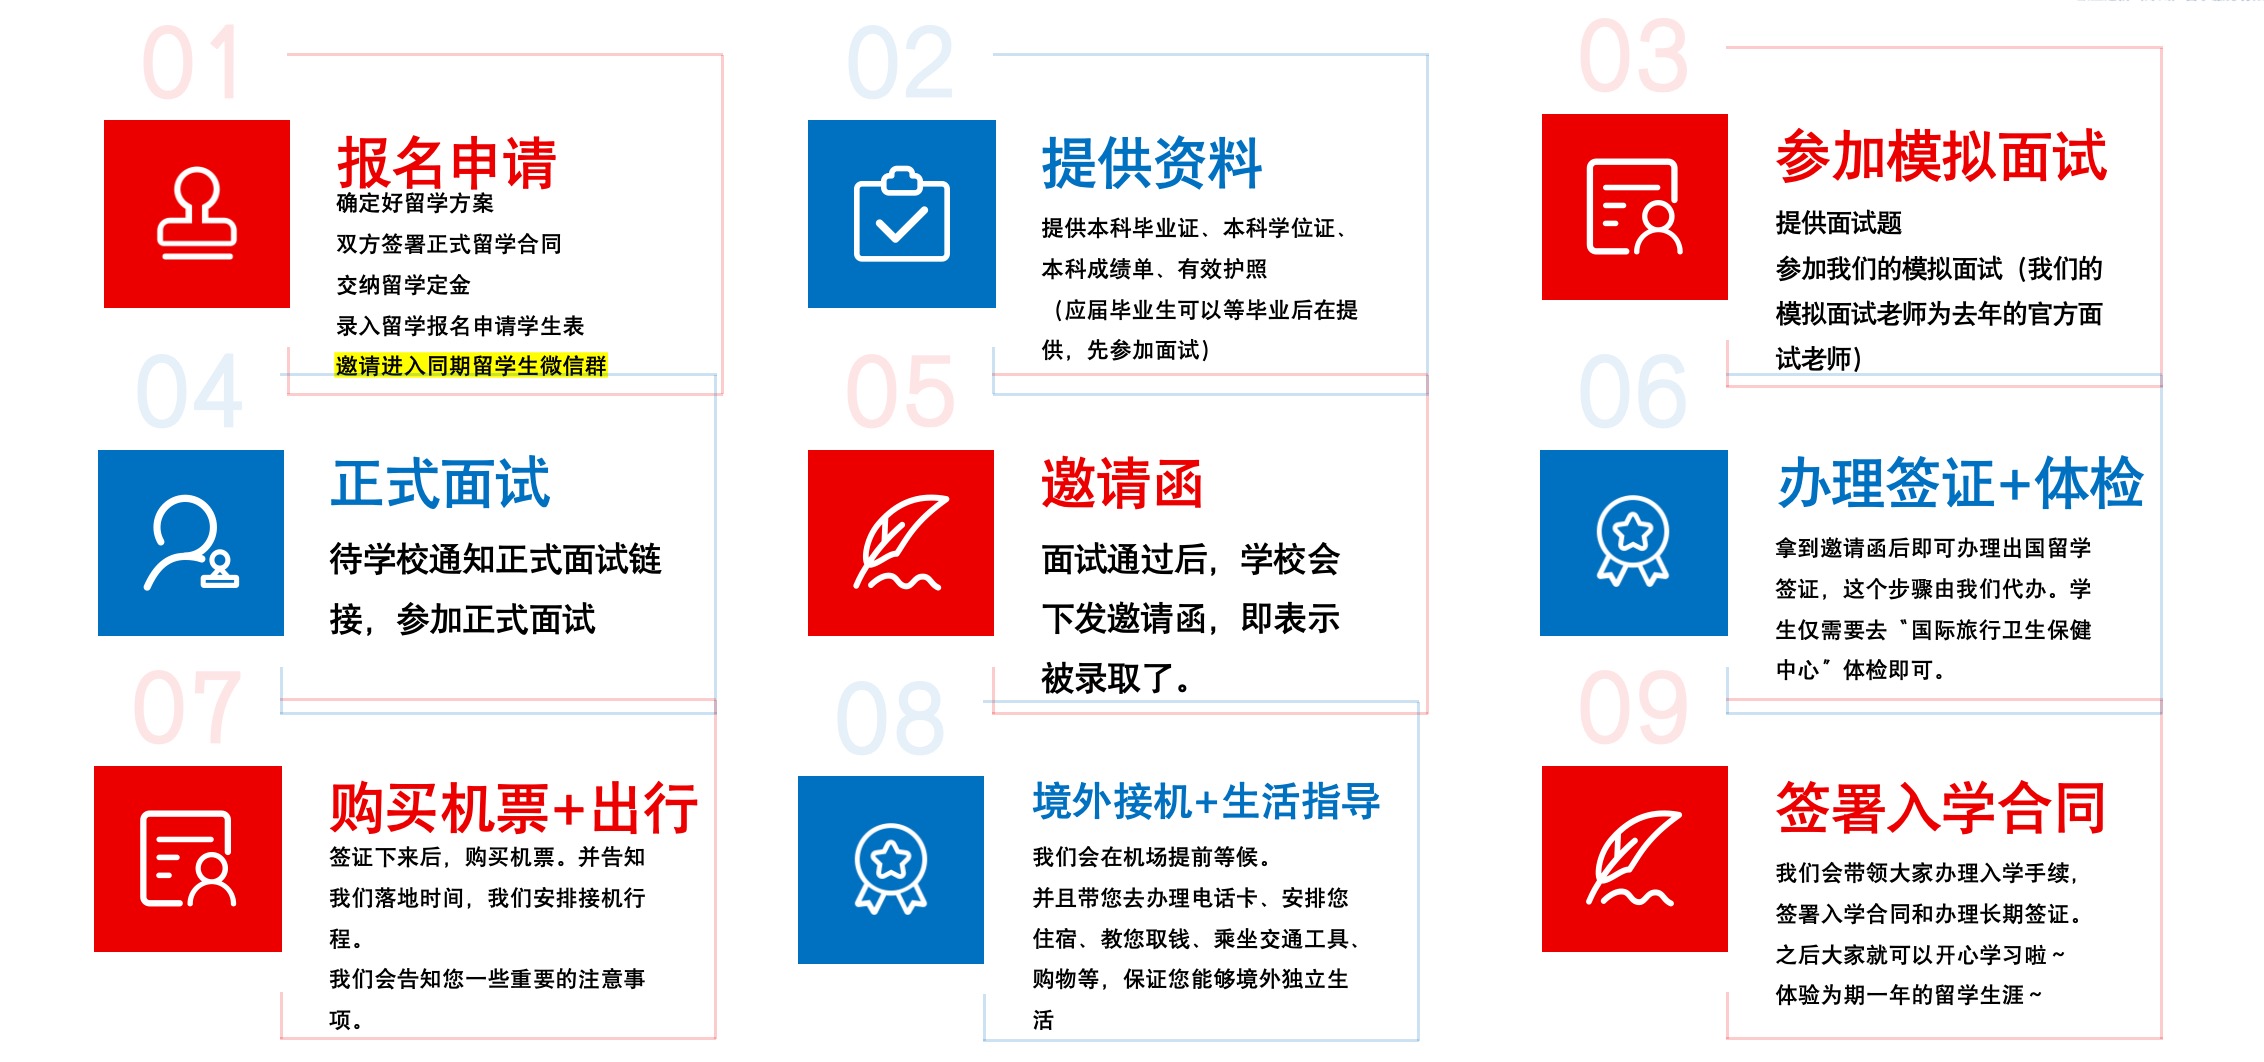 01
报名申请
确定好留学方案
双方签署正式留学合同
交纳留学定金
录入留学报名申请学生表
邀请进入同期留学生微信群
02
提供资料
提供本科毕业证、本科学位证、
本科成绩单、有效护照
（应届毕业生可以等毕业后在提
供，先参加面试）
03
参加模拟面试
提供面试题
参加我们的模拟面试（我们的
模拟面试老师为去年的官方面
试老师）
04
正式面试
待学校通知正式面试链
接，参加正式面试
05
邀请函
面试通过后，学校会
下发邀请函，即表示
被录取了。
06
办理签证+体检
拿到邀请函后即可办理出国留学
签证，这个步骤由我们代办。学
生仅需要去“国际旅行卫生保健
中心”体检即可。
07
购买机票+出行
签证下来后，购买机票。并告知
我们落地时间，我们安排接机行
程。
我们会告知您一些重要的注意事
项。
08
境外接机+生活指导
我们会在机场提前等候。
并且带您去办理电话卡、安排您
住宿、教您取钱、乘坐交通工具、
购物等，保证您能够境外独立生
活
09
签署入学合同
我们会带领大家办理入学手续，
签署入学合同和办理长期签证。
之后大家就可以开心学习啦~
体验为期一年的留学生涯~